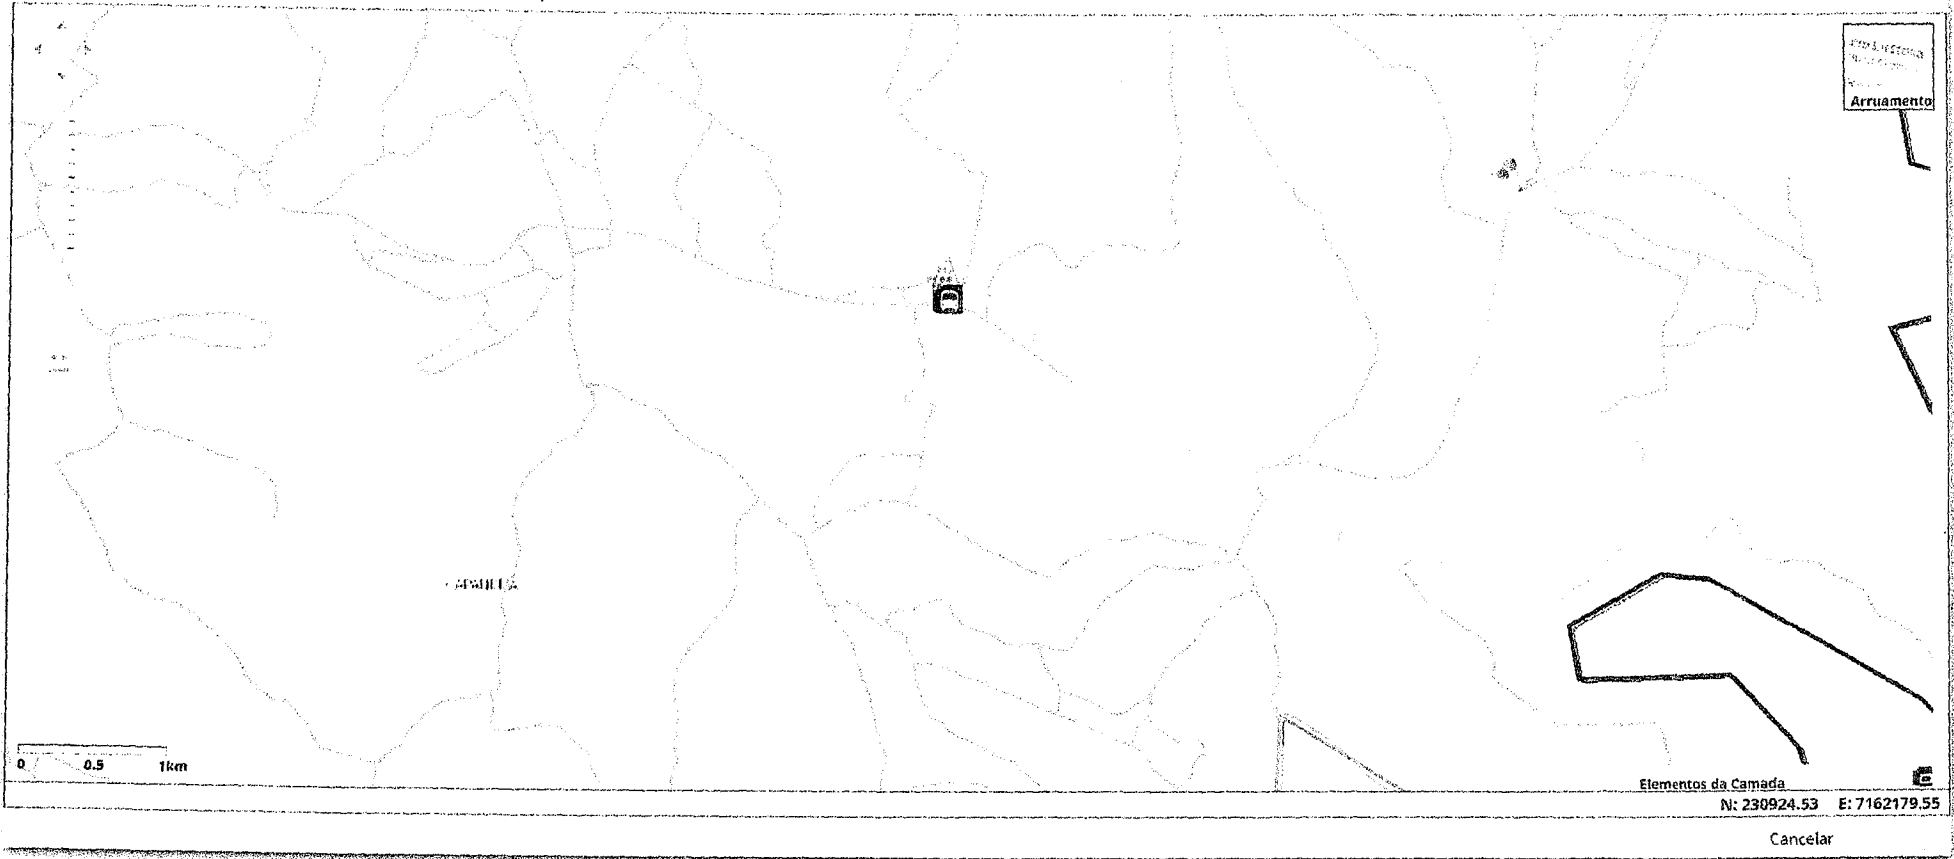 Arruamento
0 0.5 1km
Elementos da Camada
N: 230924.53 E: 7162179.55
Cancelar